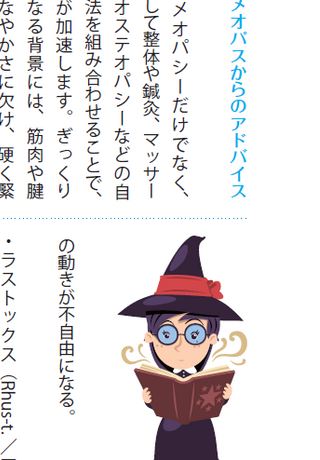 メオパスからのアドバイス
メオパシーだけでなく、
して整体や鍼灸、マッサー
オステオパシーなどの自
法を組み合わせることで、
が加速します。ぎっくり
なる背景には、筋肉や腱
なやかさに欠け、硬く緊
の動きが不自由になる。
・ラストックス（Rhus-t.／